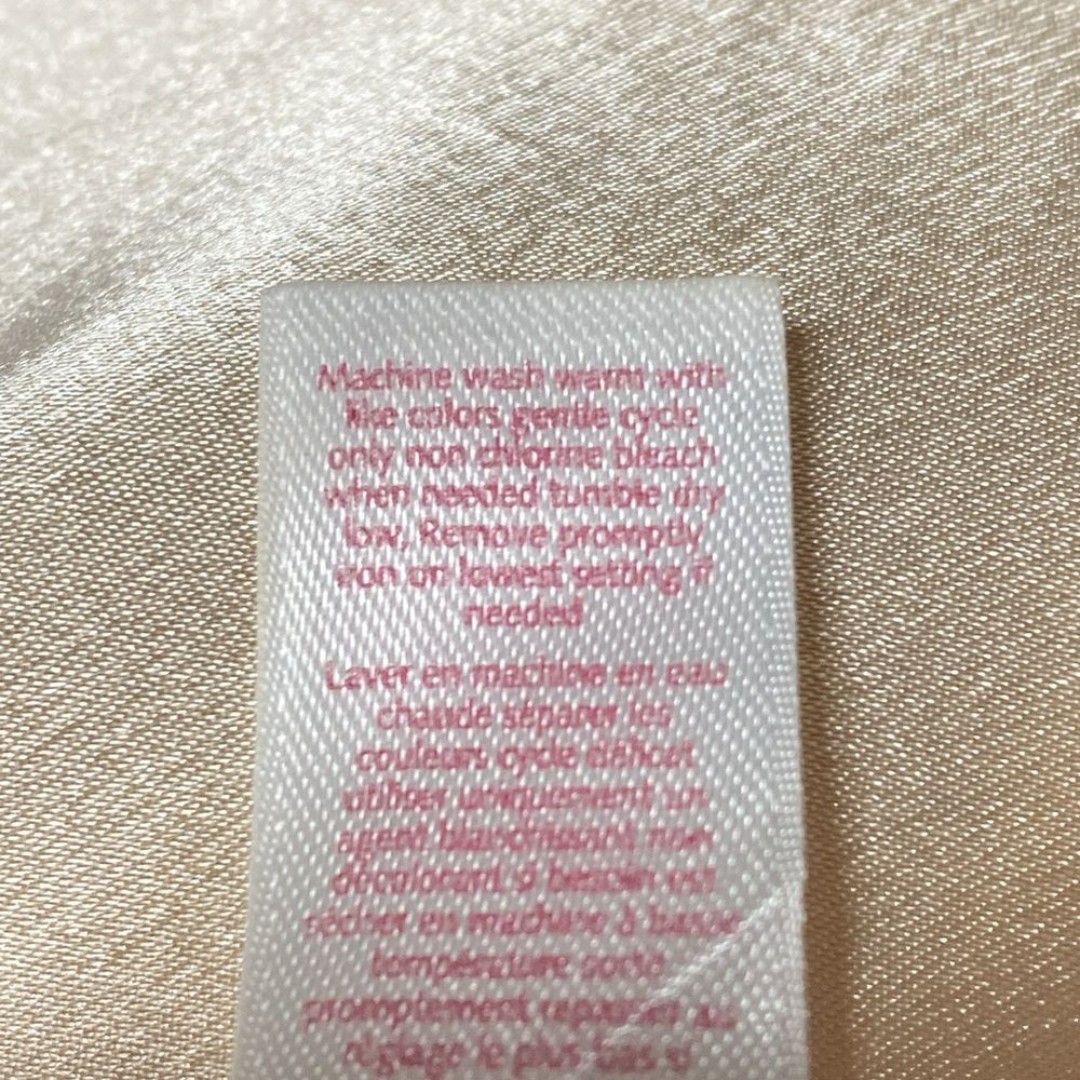 Machine wash warm with
like colors gentle cycle
only non chlorine bleach
when needed tumble dry
low, Remove promptly
iron on lowest setting if
needed
Laver en machine en eau
chaude séparer les
couleurs cycle délicat
utiliser uniquement un
agent blanchissant non
décolorant si besoin est
sécher en machine à basse
température sortir
promptement repasser au
réglage le plus bas si